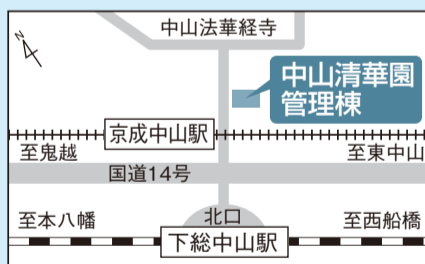 中山法華経寺
N
中山清華園
管理棟
京成中山駅
至鬼越
至東中山
国道14号
至本八幡
北口
至西船橋
下総中山駅